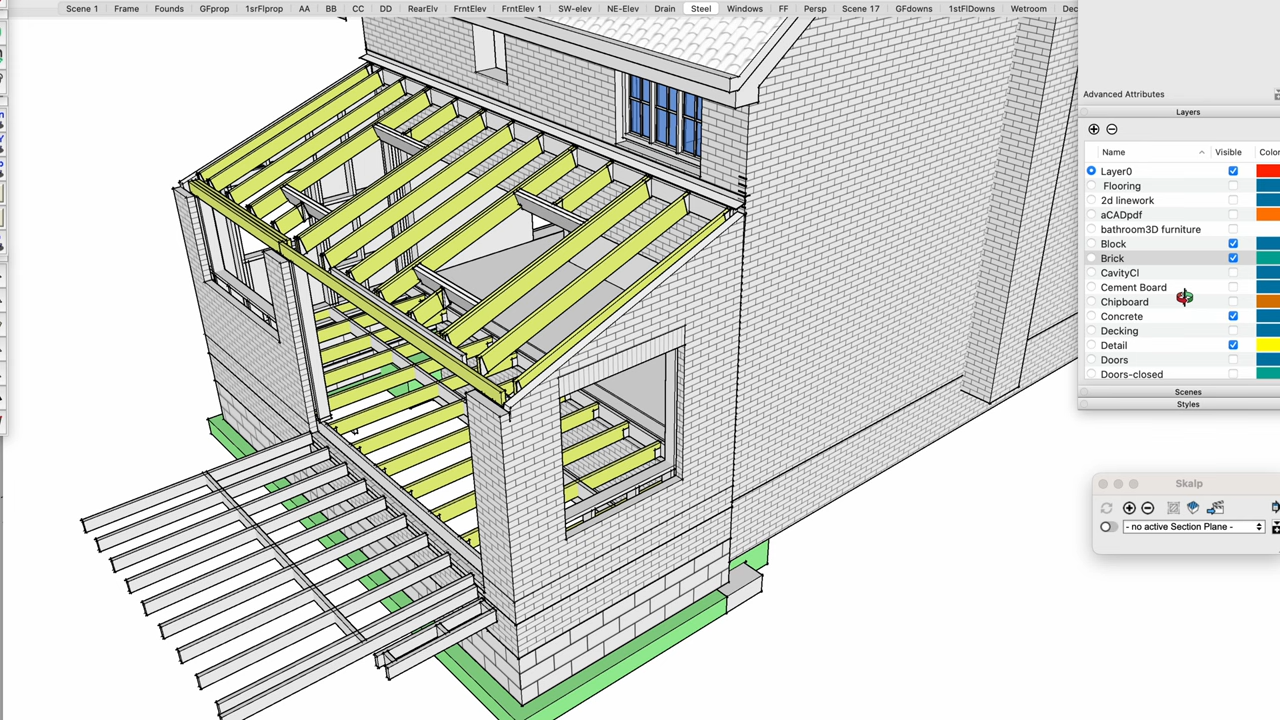 Scene 1 Frame Founds GFprop 1srFlprop AA BB CC DD RearElv FrntElev FrntElev 1 SW-elev NE-Elev Drain Steel Windows FF Persp Scene 17 GFdowns 1stFlDowns Wetroom Dec
Advanced Attributes
Layers
Name Visible Color
Layer0
Flooring
2d linework
aCADpdf
bathroom3D furniture
Block
Brick
CavityCl
Cement Board
Chipboard
Concrete
Decking
Detail
Doors
Doors-closed
Scenes
Styles
Skalp
- no active Section Plane -